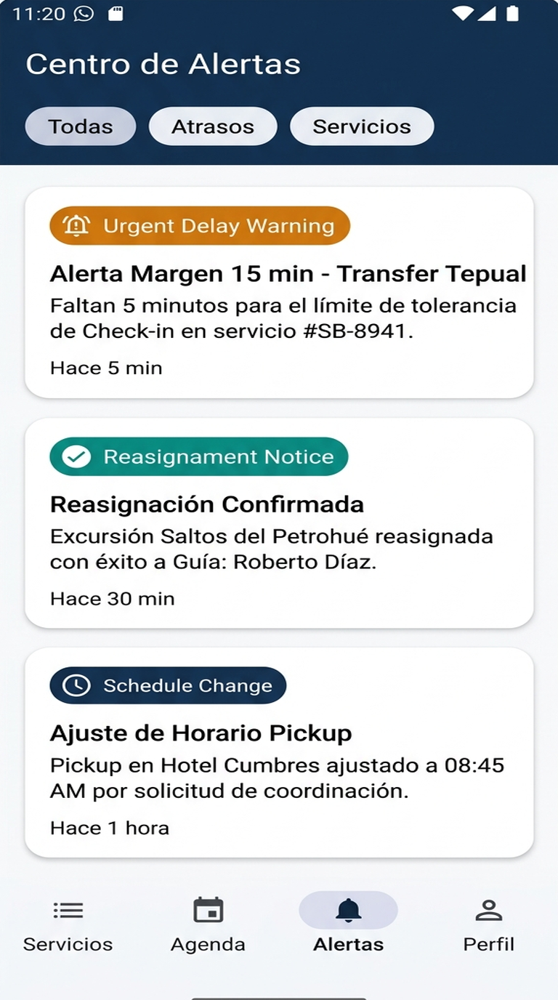 11:20
Centro de Alertas
Todas Atrasos Servicios
Urgent Delay Warning
Alerta Margen 15 min - Transfer Tepual
Faltan 5 minutos para el límite de tolerancia
de Check-in en servicio #SB-8941.
Hace 5 min
Reasignament Notice
Reasignación Confirmada
Excursión Saltos del Petrohué reasignada
con éxito a Guía: Roberto Díaz.
Hace 30 min
Schedule Change
Ajuste de Horario Pickup
Pickup en Hotel Cumbres ajustado a 08:45
AM por solicitud de coordinación.
Hace 1 hora
Servicios Agenda Alertas Perfil